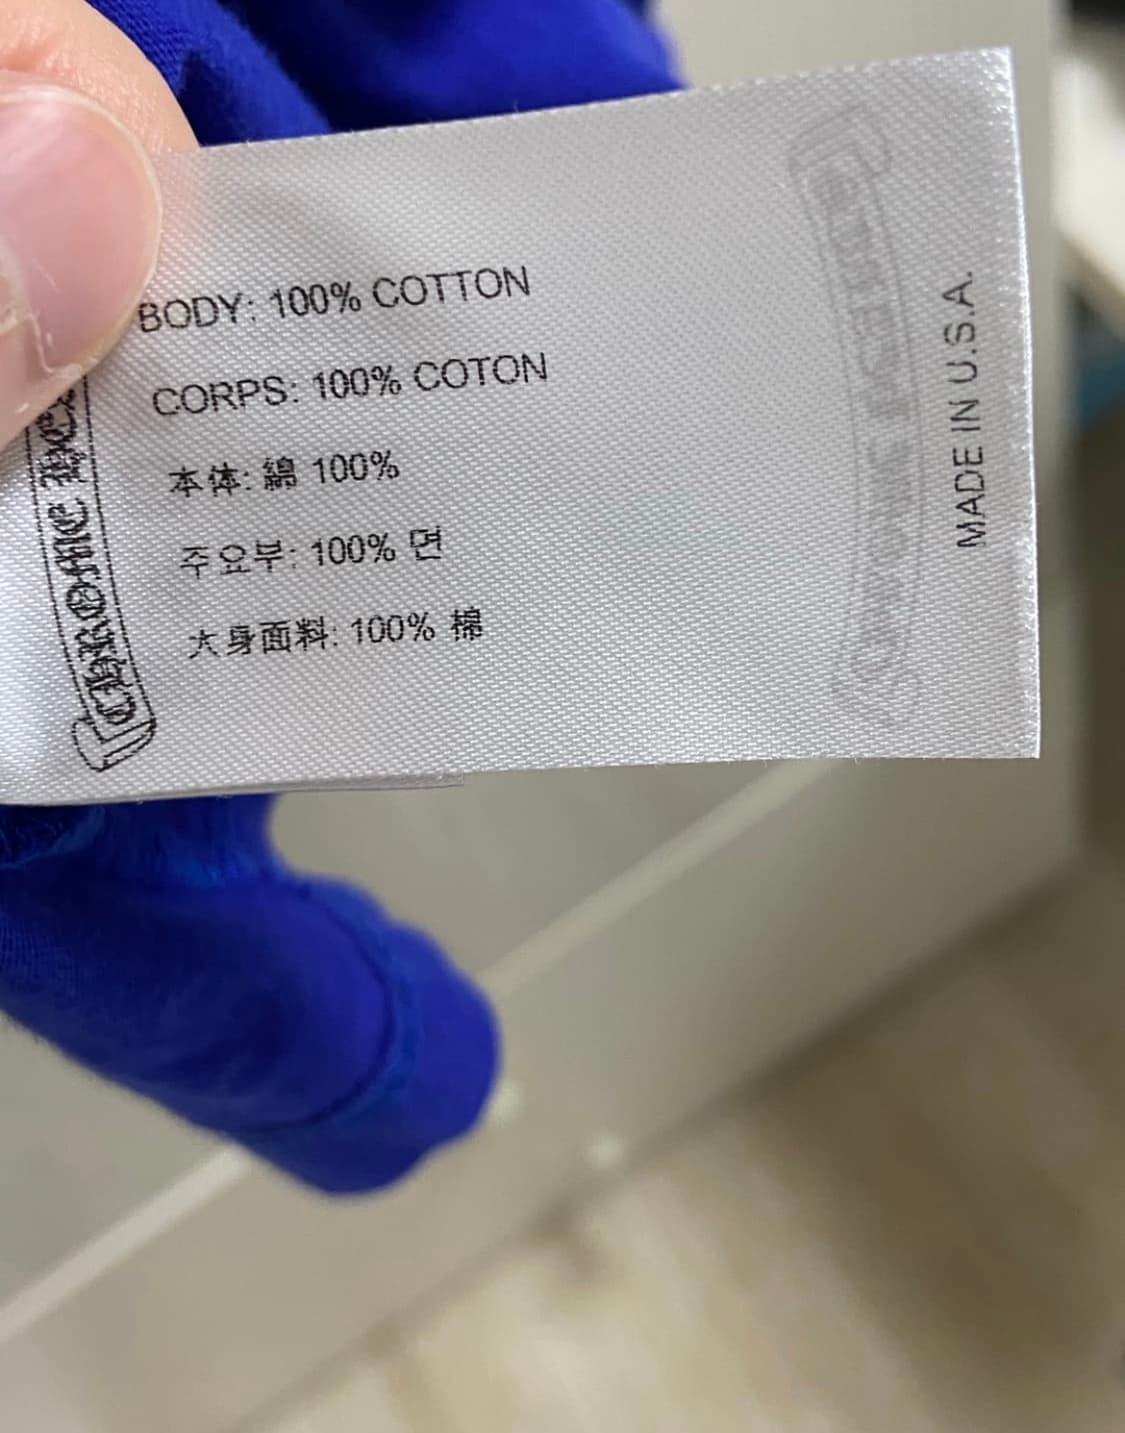 BODY: 100% COTTON
CORPS: 100% COTON
本体: 綿 100%
주요부: 100% 면
大身面料: 100% 棉
CHROME
MADE IN U.S.A.